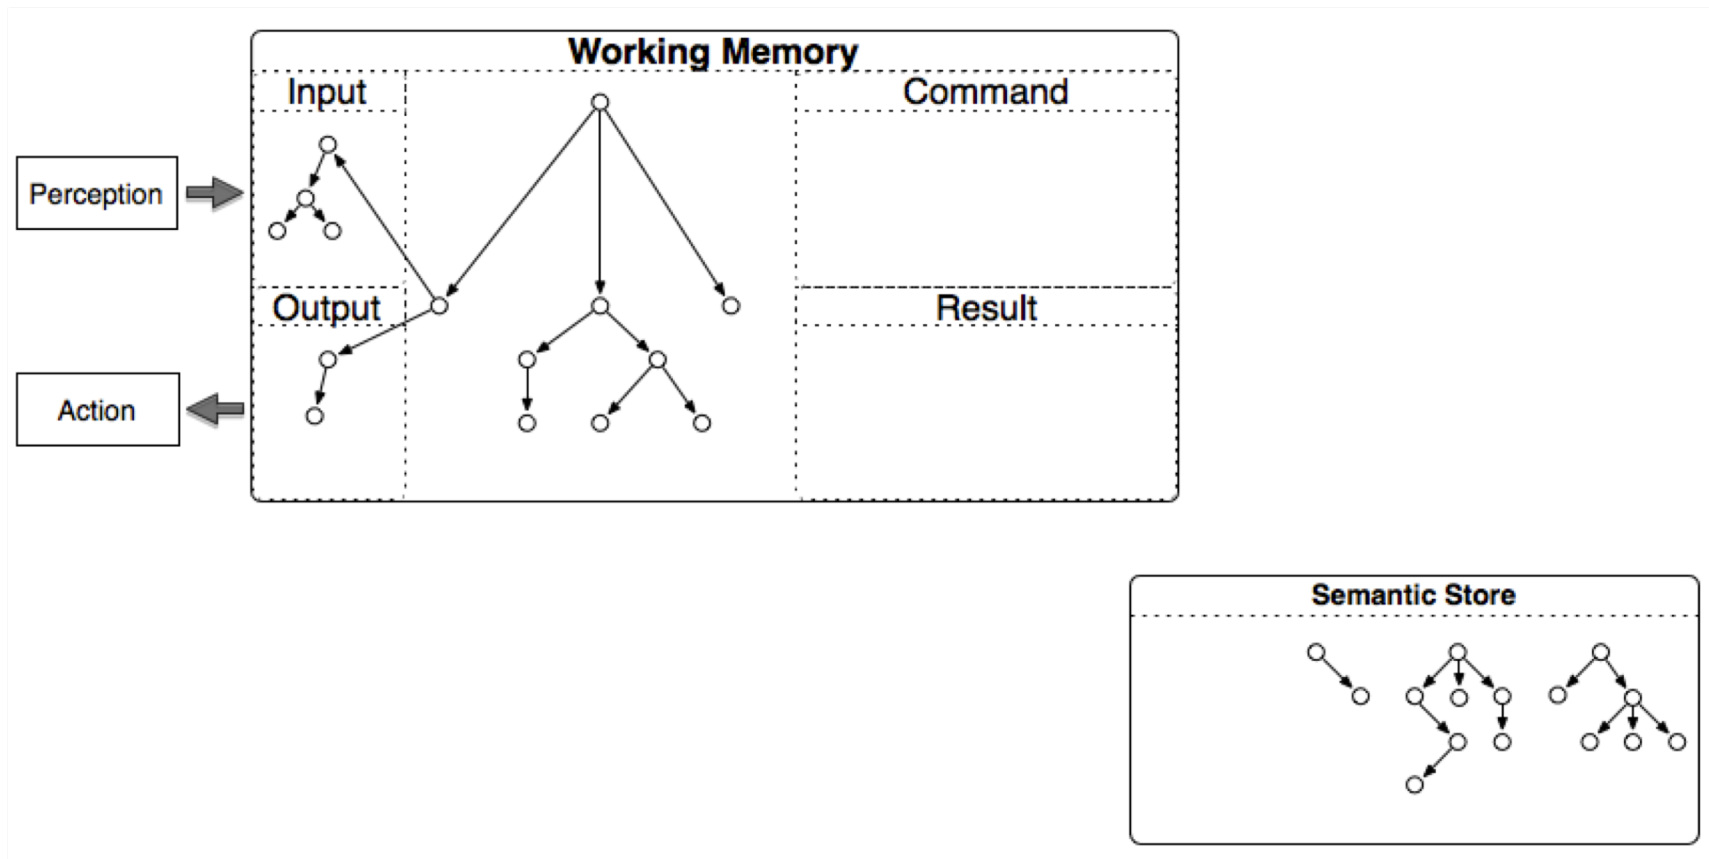 Working Memory
Input
Command
Perception
Output
Result
Action
Semantic Store